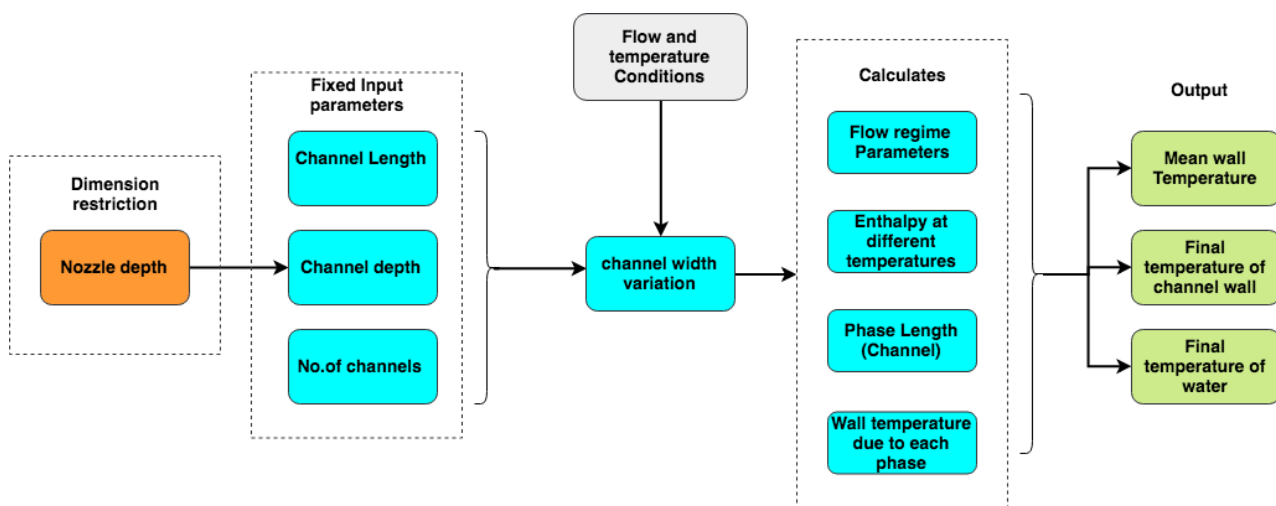 Dimension
restriction
Nozzle depth
Fixed Input
parameters
Channel Length
Channel depth
No.of channels
Flow and
temperature
Conditions
channel width
variation
Calculates
Flow regime
Parameters
Enthalpy at
different
temperatures
Phase Length
(Channel)
Wall temperature
due to each
phase
Output
Mean wall
Temperature
Final
temperature of
channel wall
Final
temperature of
water